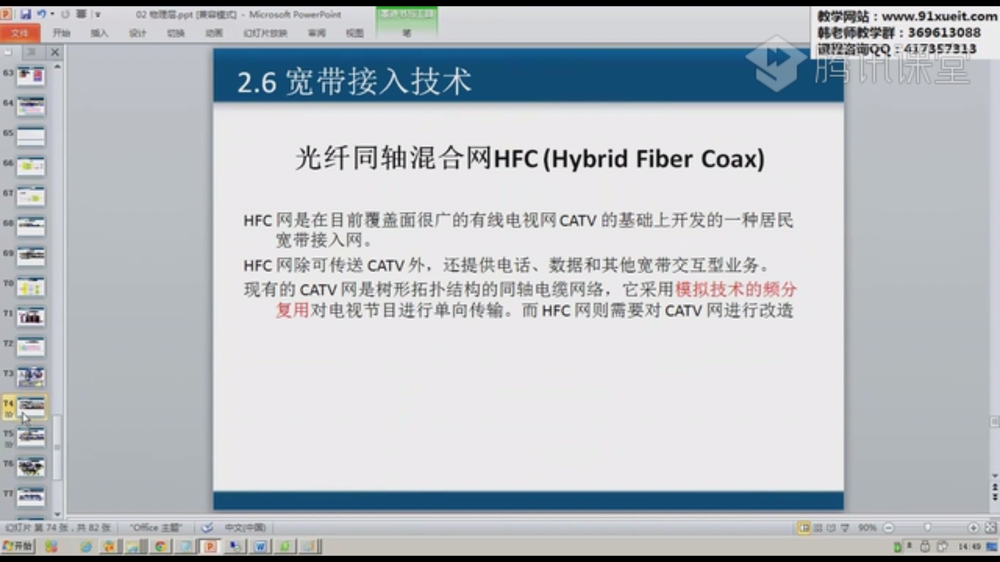 02 物理层.ppt [兼容模式] - Microsoft PowerPoint
教学网站：www.91xueit.com
韩老师教学群：369613088
课程咨询QQ：417357313
腾讯课堂
文件 开始 插入 设计 切换 动画 幻灯片放映 审阅 视图 笔
2.6 宽带接入技术
光纤同轴混合网HFC (Hybrid Fiber Coax)
HFC 网是在目前覆盖面很广的有线电视网 CATV 的基础上开发的一种居民
宽带接入网。
HFC 网除可传送 CATV 外，还提供电话、数据和其他宽带交互型业务。
现有的 CATV 网是树形拓扑结构的同轴电缆网络，它采用模拟技术的频分
复用对电视节目进行单向传输。而 HFC 网则需要对 CATV 网进行改造
63
64
65
66
67
68
69
70
71
72
73
74
75
76
77
幻灯片 第 74 张，共 82 张 "Office 主题" 中文(中国) 90%
开始 14:49